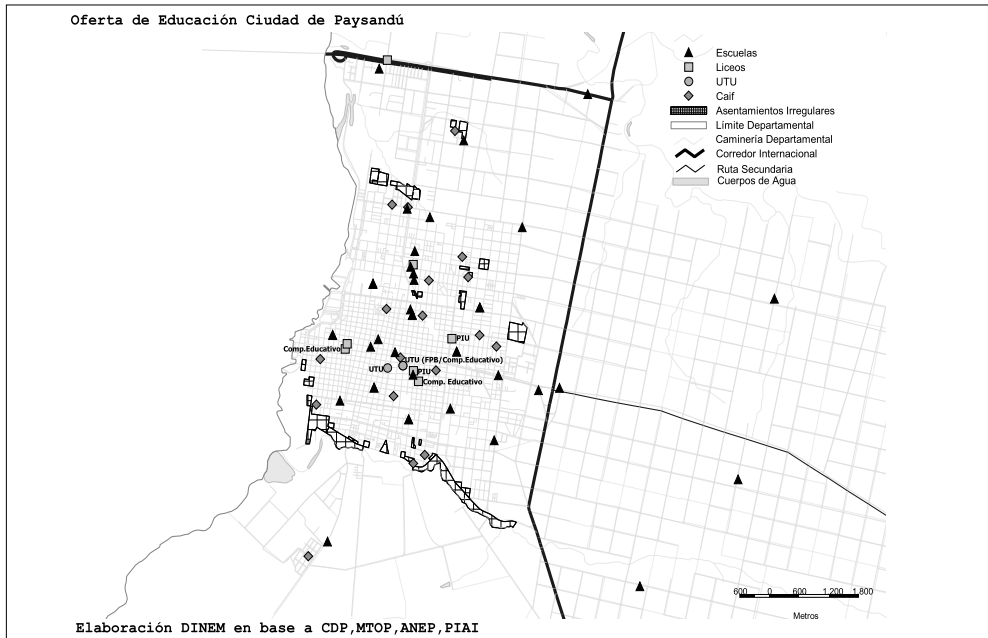 Oferta de Educación Ciudad de Paysandú
Escuelas
Liceos
UTU
Caif
Asentamientos Irregulares
Límite Departamental
Caminería Departamental
Corredor Internacional
Ruta Secundaria
Cuerpos de Agua
PIU
Comp.Educativo
UTU (FPB/Comp.Educativo)
UTU
PIU
Comp. Educativo
600 0 600 1.200 1.800
Metros
Elaboración DINEM en base a CDP,MTOP,ANEP,PIAI